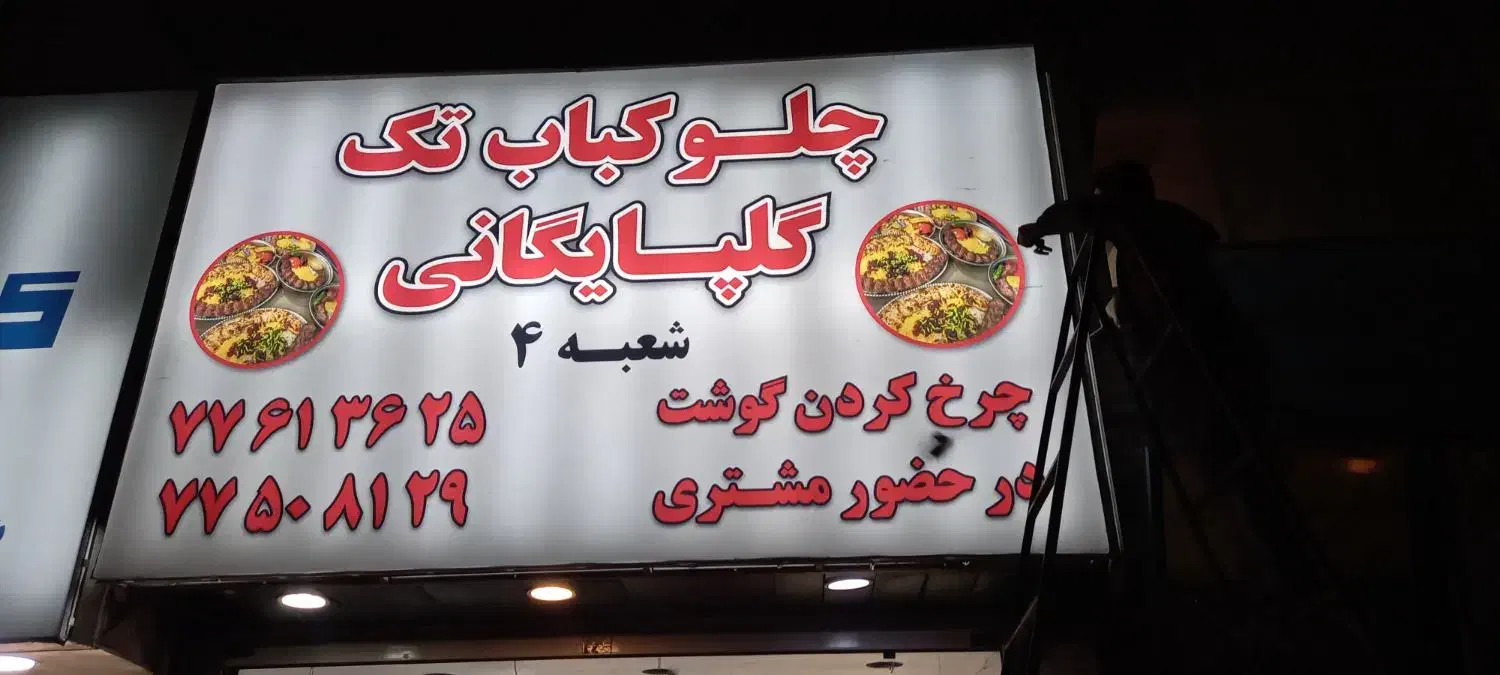 چلوکباب تک
گلپایگانی
شعبه ۴
چرخ کردن گوشت
در حضور مشتری
۷۷۶۱۳۶۲۵
۷۷۵۰۸۱۲۹